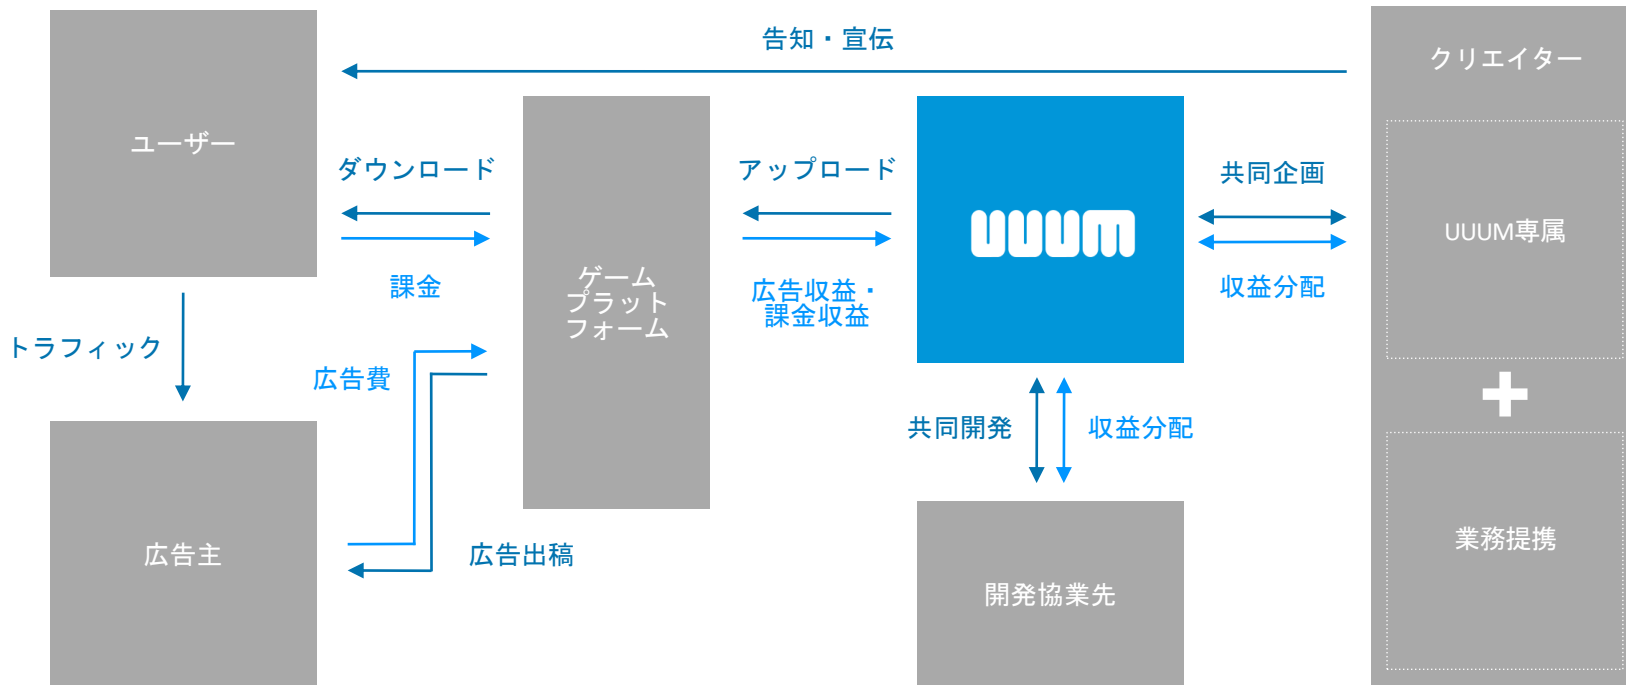 告知・宣伝
クリエイター
ユーザー
ダウンロード
アップロード
共同企画
UUUM
UUUM専属
課金
ゲーム
プラット
フォーム
広告収益・
課金収益
収益分配
トラフィック
広告費
共同開発
収益分配
広告主
広告出稿
開発協業先
業務提携